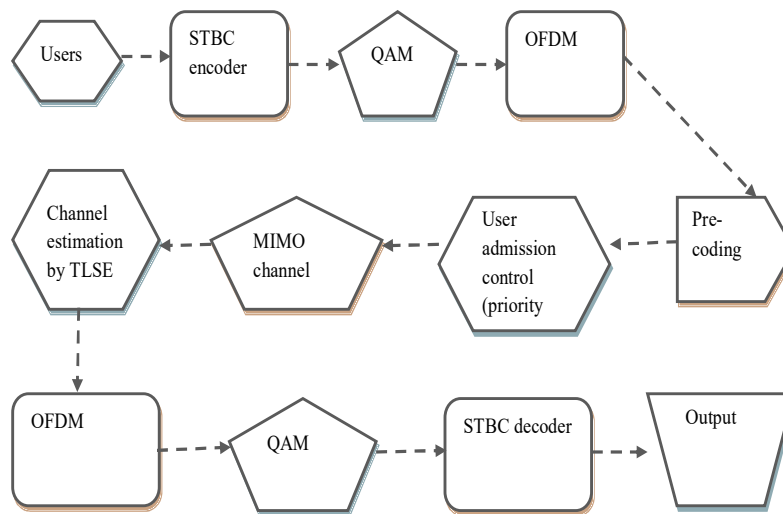 Users
STBC
encoder
QAM
OFDM
Pre-
coding
User
admission
control
(priority
MIMO
channel
Channel
estimation
by TLSE
OFDM
QAM
STBC decoder
Output